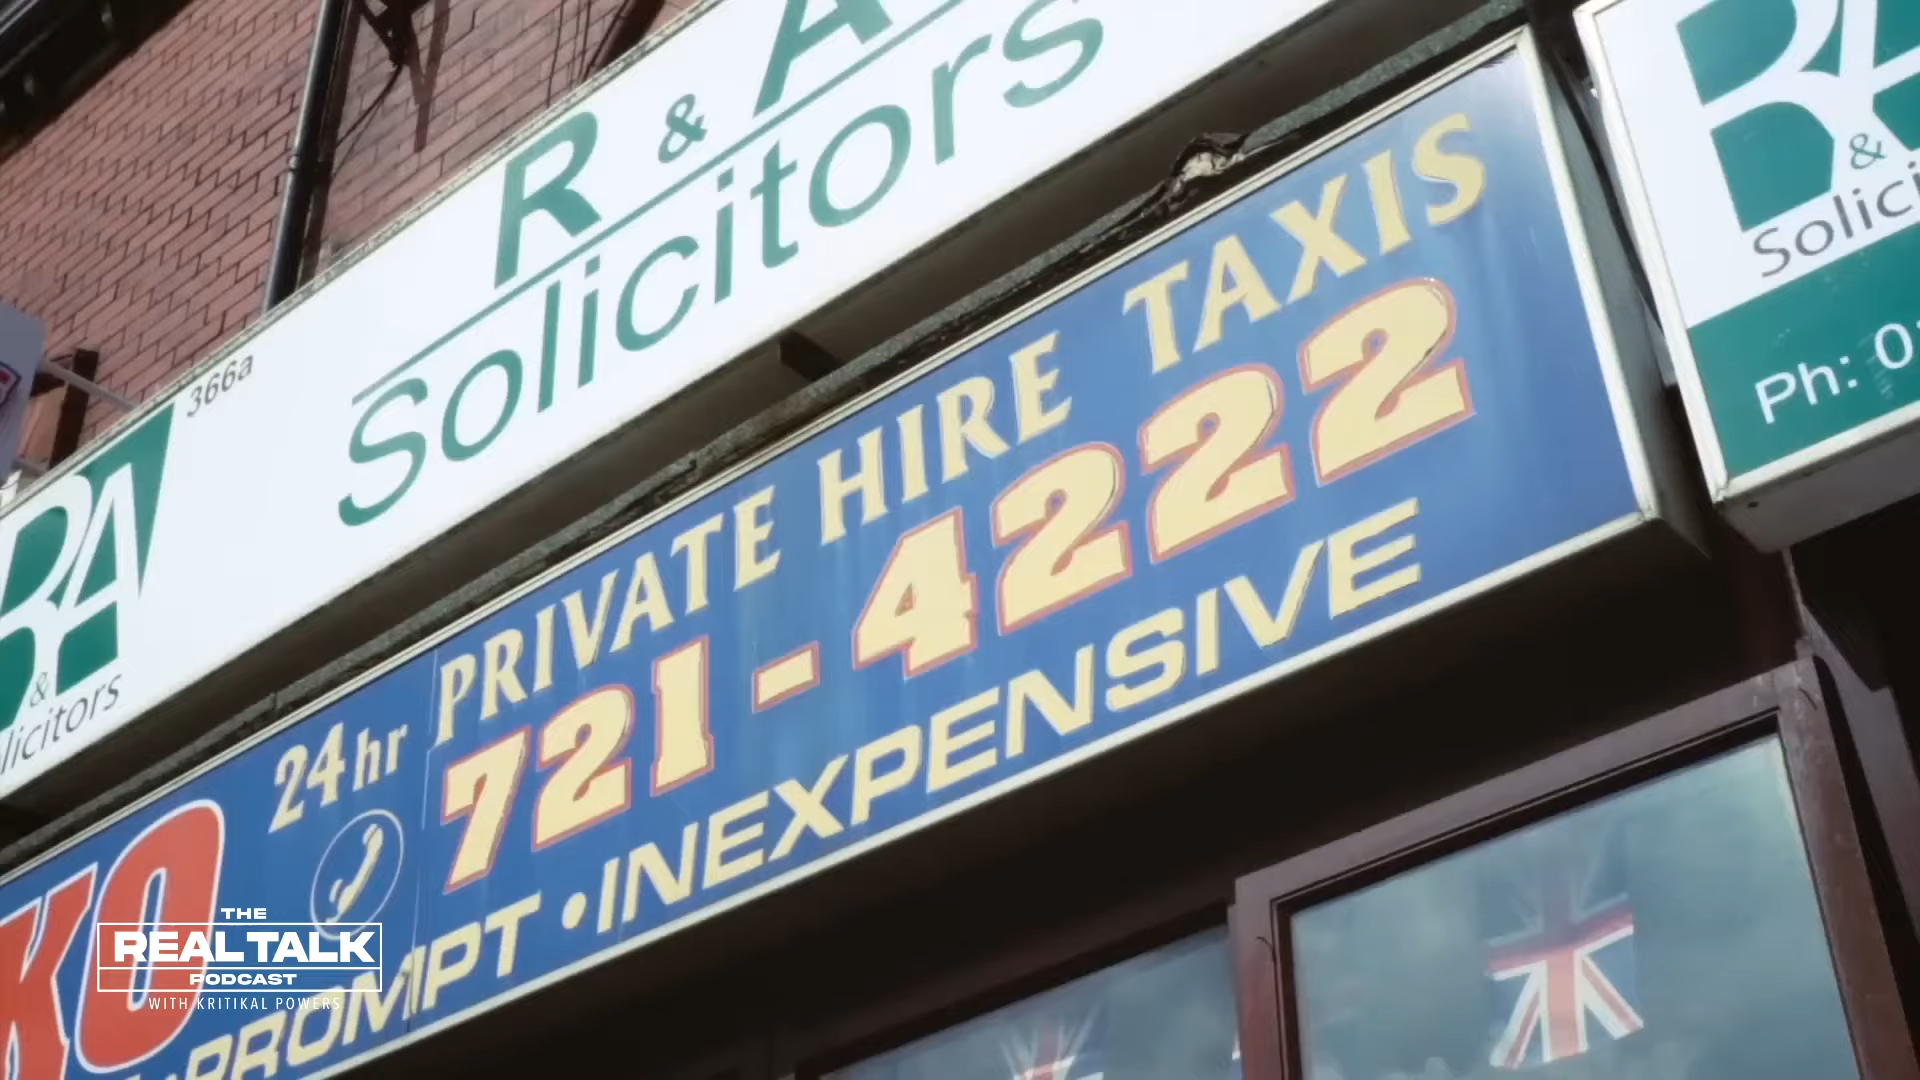 R & A
Solicitors
366a
R&A
Solicitors
R&A
Solici
Ph: 0
24hr PRIVATE HIRE TAXIS
721-4222
KO
PROMPT • INEXPENSIVE
THE
REAL TALK
PODCAST
WITH KRITIKAL POWERS